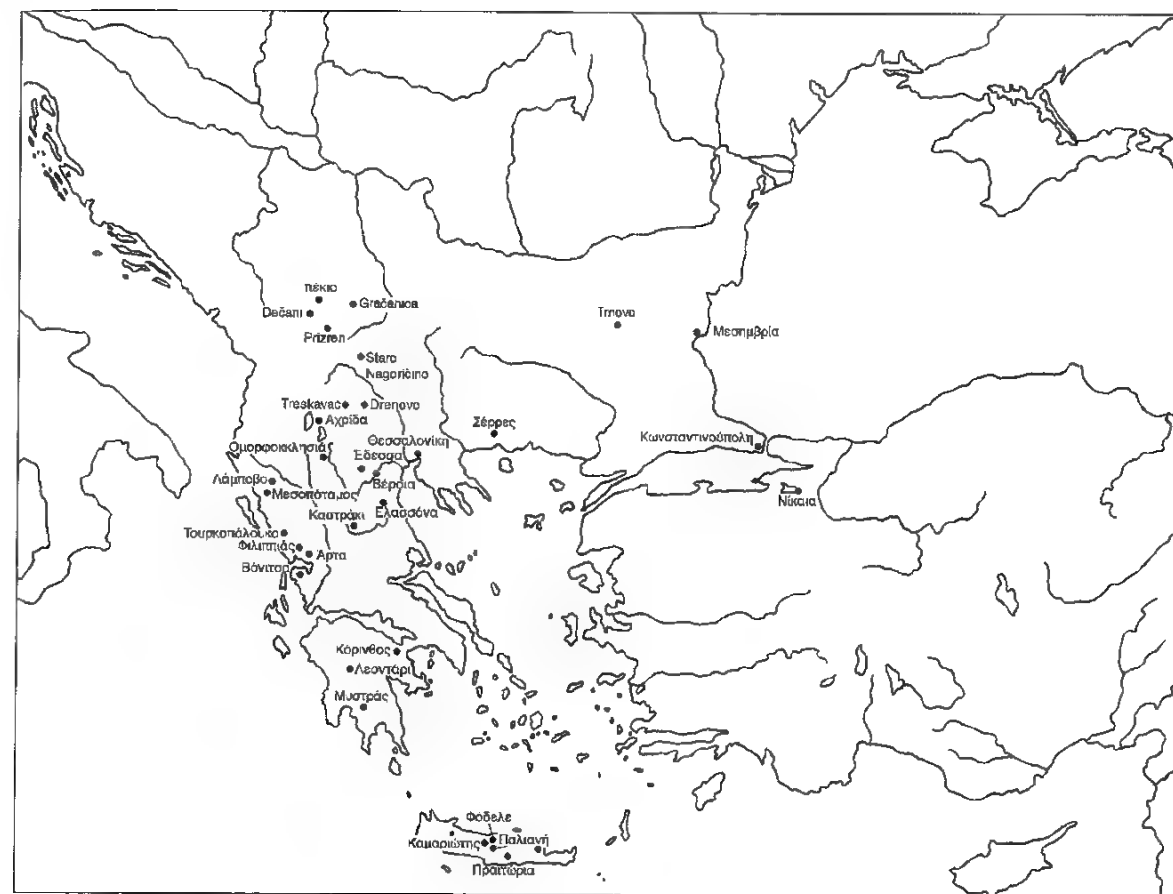 πέκιο
Dečani
Gračanica
Prizren
Trnovo
Μεσημβρία
Staro
Nagoričino
Treskavac
Drenovo
Αχρίδα
Σέρρες
Θεσσαλονίκη
Κωνσταντινούπολη
Ομορφοκκλησιά
Έδεσσα
Λάμποβο
Βέροια
Μεσοπόταμος
Νίκαια
Ελασσόνα
Καστράκι
Τουρκοπάλουκο
Φιλιππιάς
Άρτα
Βόνιτσα
Κόρινθος
Λεοντάρι
Μυστράς
Φόδελε
Παλιανή
Καμαριώτης
Πραιτώρια